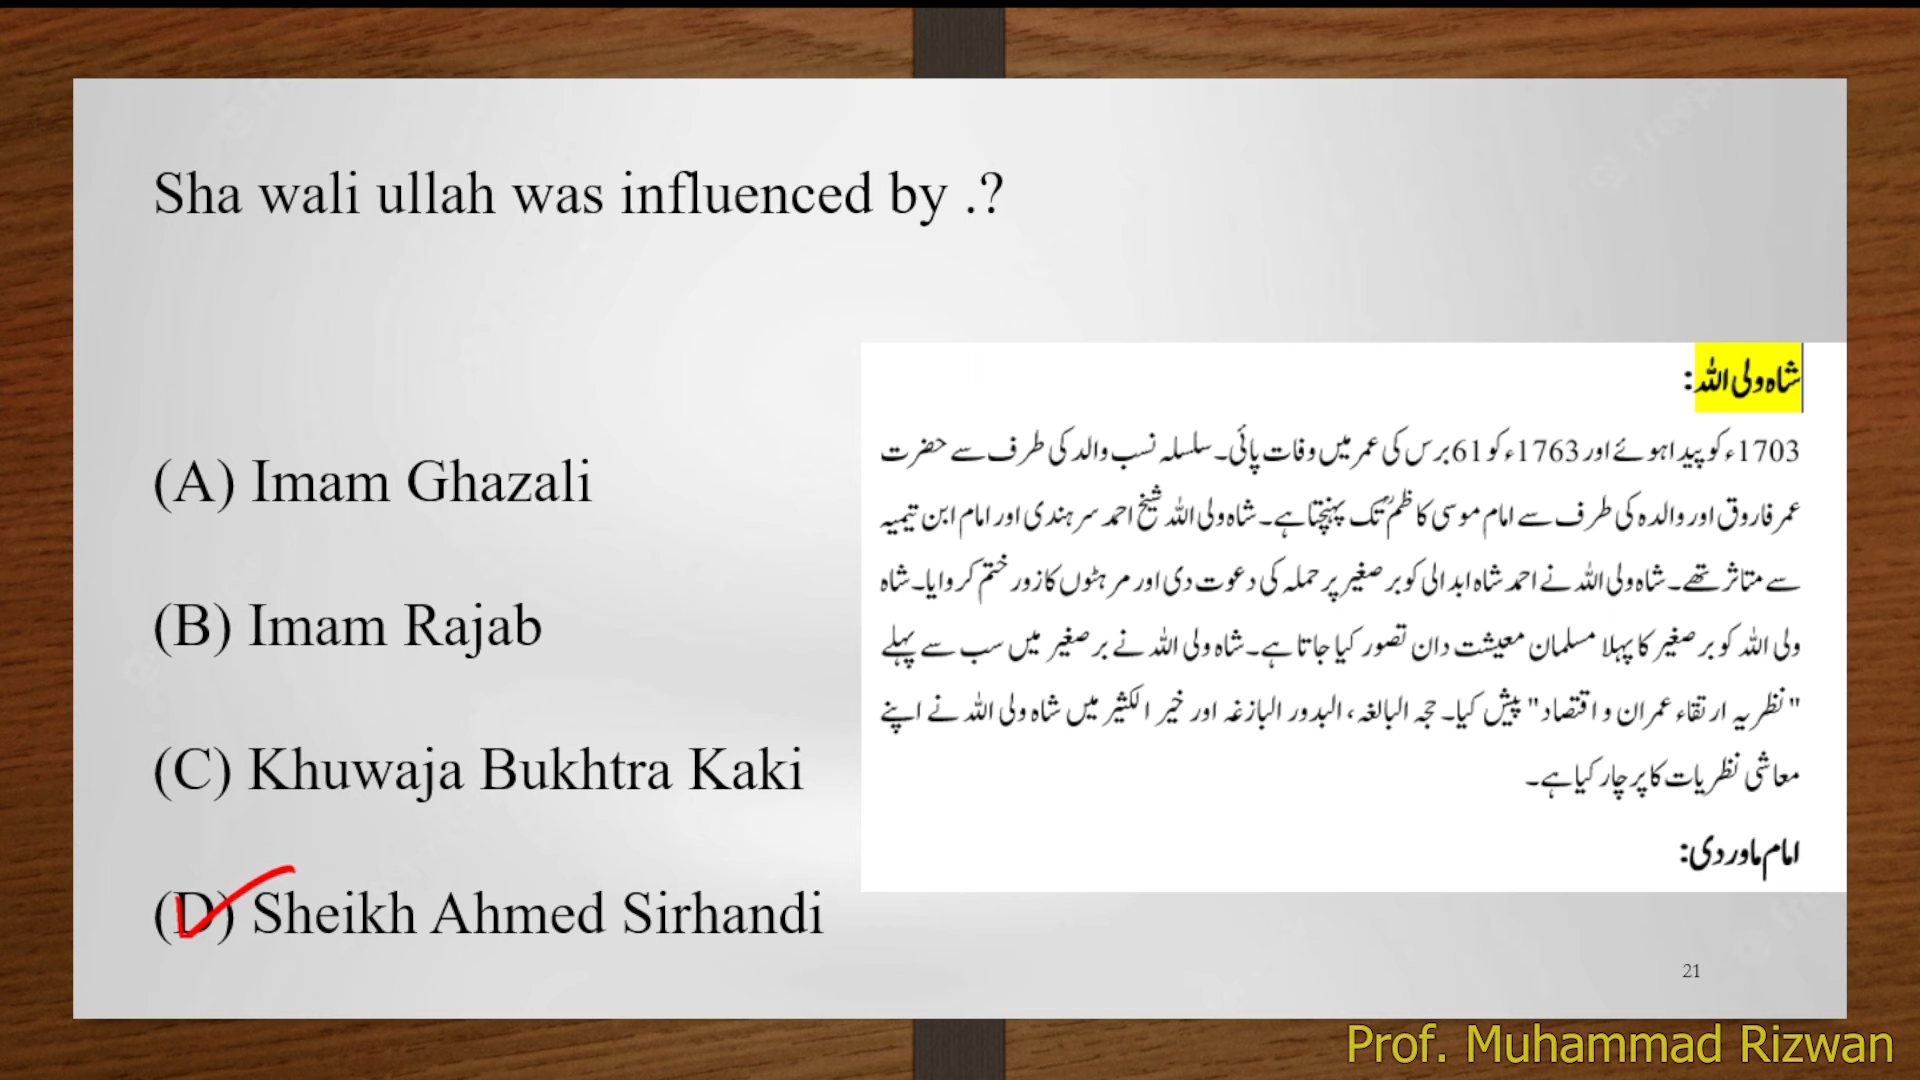 Sha wali ullah was influenced by .?
(A) Imam Ghazali
(B) Imam Rajab
(C) Khuwaja Bukhtra Kaki
(D) Sheikh Ahmed Sirhandi
شاہ ولی اللہ:
1703ء کو پیدا ہوئے اور 1763ء کو 61 برس کی عمر میں وفات پائی۔ سلسلہ نسب والد کی طرف سے حضرت
عمر فاروق اور والدہ کی طرف سے امام موسی کاظمؒ تک پہنچتا ہے۔ شاہ ولی اللہ شیخ احمد سرہندی اور امام ابن تیمیہ
سے متاثر تھے۔ شاہ ولی اللہ نے احمد شاہ ابدالی کو برصغیر پر حملہ کی دعوت دی اور مرہٹوں کا زور ختم کروایا۔ شاہ
ولی اللہ کو برصغیر کا پہلا مسلمان معیشت دان تصور کیا جاتا ہے۔ شاہ ولی اللہ نے برصغیر میں سب سے پہلے
"نظریہ ارتقاء عمران و اقتصاد" پیش کیا۔ حجہ البالغہ، البدور البازغہ اور خیر الکثیر میں شاہ ولی اللہ نے اپنے
معاشی نظریات کا پرچار کیا ہے۔
امام ماوردی:
21
Prof. Muhammad Rizwan